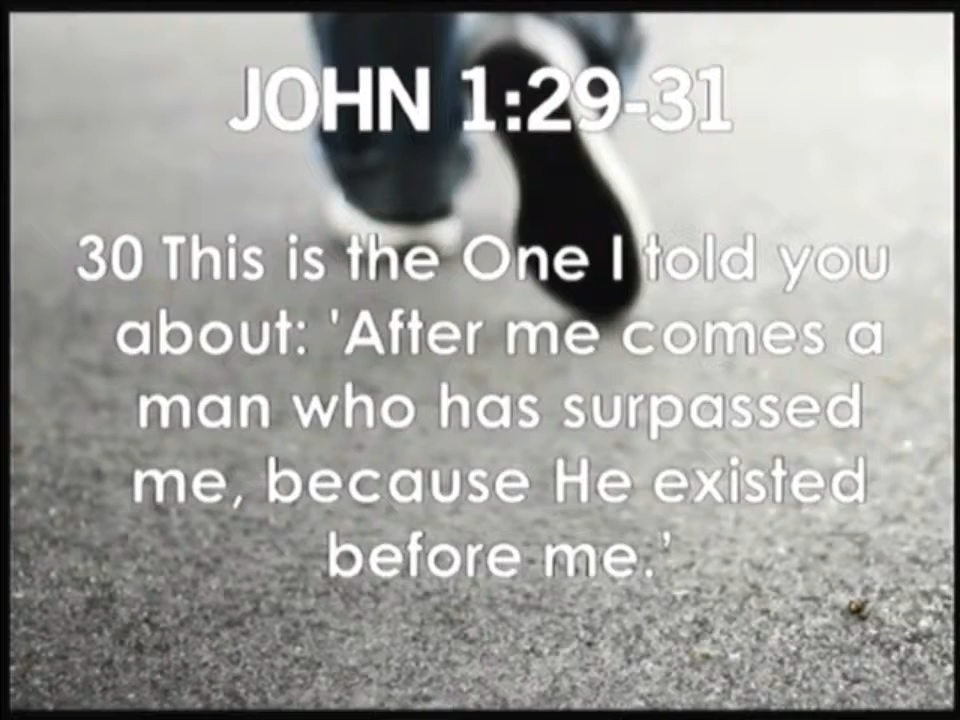 JOHN 1:29-31
30 This is the One I told you
about: 'After me comes a
man who has surpassed
me, because He existed
before me.'